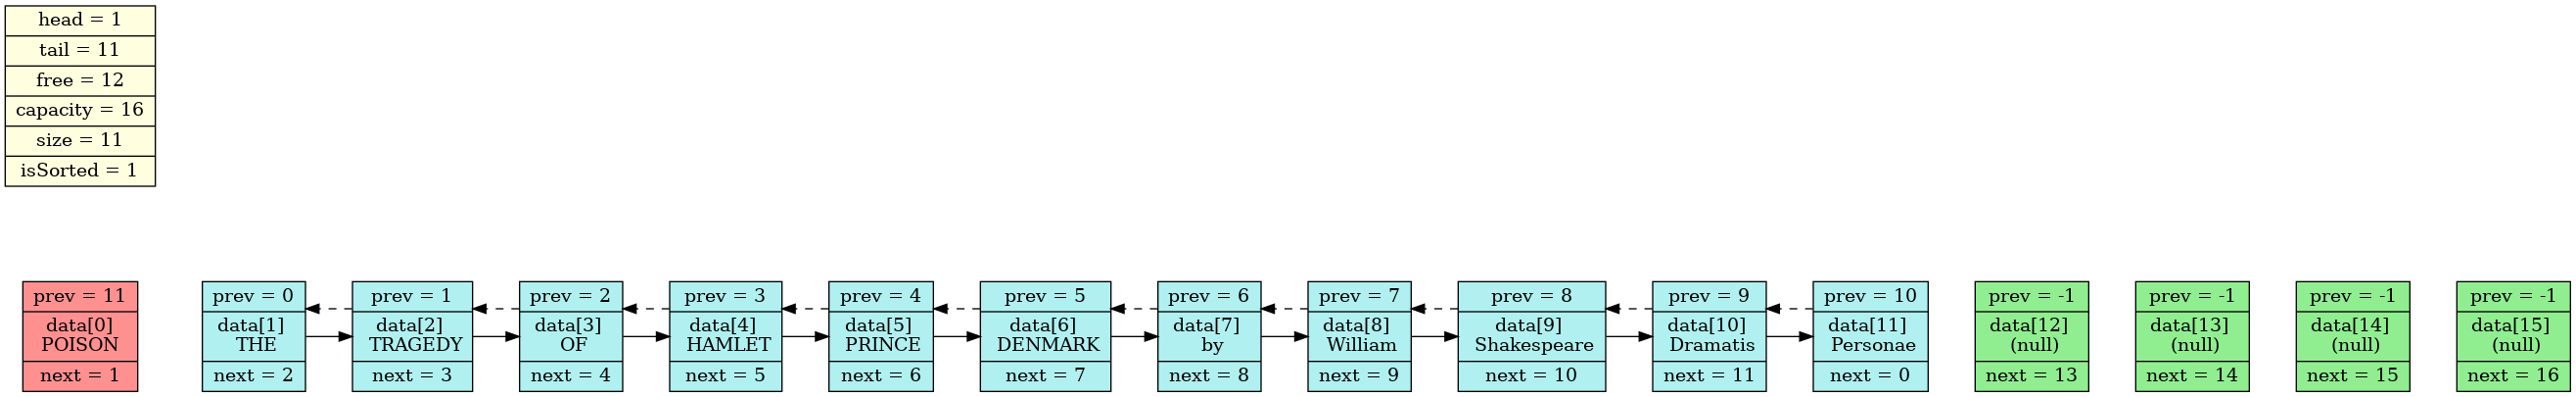 head = 1
tail = 11
free = 12
capacity = 16
size = 11
isSorted = 1
prev = 11
data[0]
POISON
next = 1
prev = 0
data[1]
THE
next = 2
prev = 1
data[2]
TRAGEDY
next = 3
prev = 2
data[3]
OF
next = 4
prev = 3
data[4]
HAMLET
next = 5
prev = 4
data[5]
PRINCE
next = 6
prev = 5
data[6]
DENMARK
next = 7
prev = 6
data[7]
by
next = 8
prev = 7
data[8]
William
next = 9
prev = 8
data[9]
Shakespeare
next = 10
prev = 9
data[10]
Dramatis
next = 11
prev = 10
data[11]
Personae
next = 0
prev = -1
data[12]
(null)
next = 13
prev = -1
data[13]
(null)
next = 14
prev = -1
data[14]
(null)
next = 15
prev = -1
data[15]
(null)
next = 16